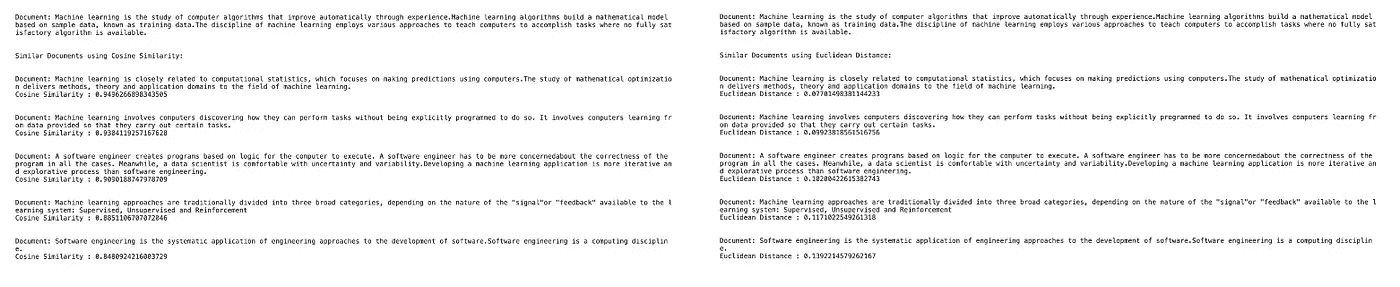 Document: Machine learning is the study of computer algorithms that improve automatically through experience.Machine learning algorithms build a mathematical model
based on sample data, known as training data.The discipline of machine learning employs various approaches to teach computers to accomplish tasks where no fully sat
isfactory algorithm is available.
Similar Documents using Cosine Similarity:
Document: Machine learning is closely related to computational statistics, which focuses on making predictions using computers.The study of mathematical optimizatio
n delivers methods, theory and application domains to the field of machine learning.
Cosine Similarity : 0.9496266898343505
Document: Machine learning involves computers discovering how they can perform tasks without being explicitly programmed to do so. It involves computers learning fr
om data provided so that they carry out certain tasks.
Cosine Similarity : 0.9304119257167628
Document: A software engineer creates programs based on logic for the computer to execute. A software engineer has to be more concernedabout the correctness of the
program in all the cases. Meanwhile, a data scientist is comfortable with uncertainty and variability.Developing a machine learning application is more iterative an
d explorative process than software engineering.
Cosine Similarity : 0.9090188747978709
Document: Machine learning approaches are traditionally divided into three broad categories, depending on the nature of the "signal"or "feedback" available to the l
earning system: Supervised, Unsupervised and Reinforcement
Cosine Similarity : 0.8851106707072046
Document: Software engineering is the systematic application of engineering approaches to the development of software.Software engineering is a computing disciplin
e.
Cosine Similarity : 0.8480924216003729
Document: Machine learning is the study of computer algorithms that improve automatically through experience.Machine learning algorithms build a mathematical model
based on sample data, known as training data.The discipline of machine learning employs various approaches to teach computers to accomplish tasks where no fully sat
isfactory algorithm is available.
Similar Documents using Euclidean Distance:
Document: Machine learning is closely related to computational statistics, which focuses on making predictions using computers.The study of mathematical optimizatio
n delivers methods, theory and application domains to the field of machine learning.
Euclidean Distance : 0.07701498381144233
Document: Machine learning involves computers discovering how they can perform tasks without being explicitly programmed to do so. It involves computers learning fr
om data provided so that they carry out certain tasks.
Euclidean Distance : 0.09923818561516756
Document: A software engineer creates programs based on logic for the computer to execute. A software engineer has to be more concernedabout the correctness of the
program in all the cases. Meanwhile, a data scientist is comfortable with uncertainty and variability.Developing a machine learning application is more iterative an
d explorative process than software engineering.
Euclidean Distance : 0.10200422615382743
Document: Machine learning approaches are traditionally divided into three broad categories, depending on the nature of the "signal"or "feedback" available to the l
earning system: Supervised, Unsupervised and Reinforcement
Euclidean Distance : 0.1171022549261318
Document: Software engineering is the systematic application of engineering approaches to the development of software.Software engineering is a computing disciplin
e.
Euclidean Distance : 0.1392214579262167